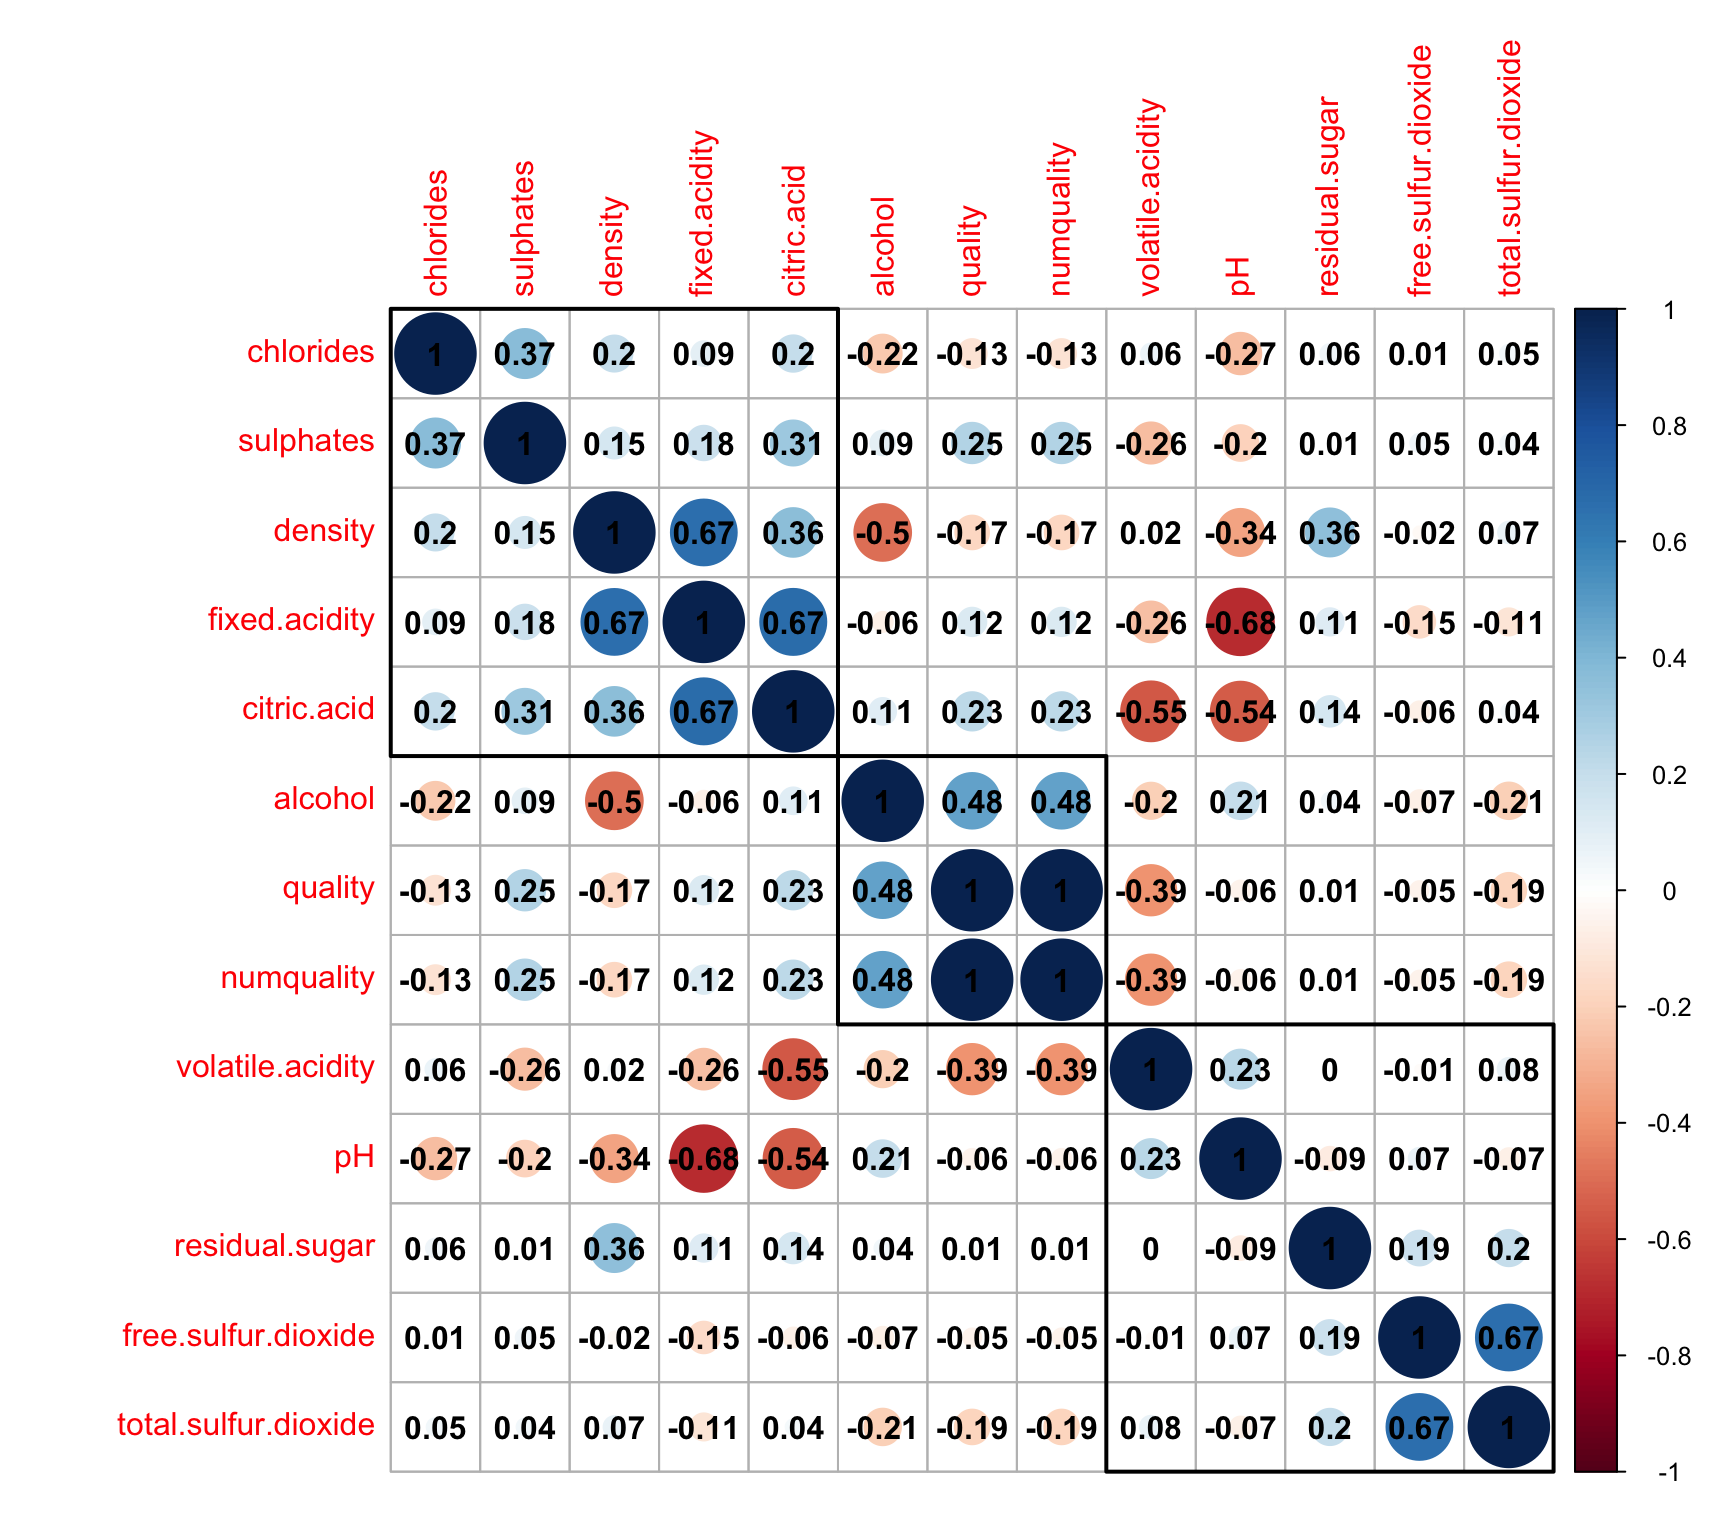 chlorides sulphates density fixed.acidity citric.acid alcohol quality numquality volatile.acidity pH residual.sugar free.sulfur.dioxide total.sulfur.dioxide
chlorides 1 0.37 0.2 0.09 0.2 -0.22 -0.13 -0.13 0.06 -0.27 0.06 0.01 0.05
sulphates 0.37 1 0.15 0.18 0.31 0.09 0.25 0.25 -0.26 -0.2 0.01 0.05 0.04
density 0.2 0.15 1 0.67 0.36 -0.5 -0.17 -0.17 0.02 -0.34 0.36 -0.02 0.07
fixed.acidity 0.09 0.18 0.67 1 0.67 -0.06 0.12 0.12 -0.26 -0.68 0.11 -0.15 -0.11
citric.acid 0.2 0.31 0.36 0.67 1 0.11 0.23 0.23 -0.55 -0.54 0.14 -0.06 0.04
alcohol -0.22 0.09 -0.5 -0.06 0.11 1 0.48 0.48 -0.2 0.21 0.04 -0.07 -0.21
quality -0.13 0.25 -0.17 0.12 0.23 0.48 1 1 -0.39 -0.06 0.01 -0.05 -0.19
numquality -0.13 0.25 -0.17 0.12 0.23 0.48 1 1 -0.39 -0.06 0.01 -0.05 -0.19
volatile.acidity 0.06 -0.26 0.02 -0.26 -0.55 -0.2 -0.39 -0.39 1 0.23 0 -0.01 0.08
pH -0.27 -0.2 -0.34 -0.68 -0.54 0.21 -0.06 -0.06 0.23 1 -0.09 0.07 -0.07
residual.sugar 0.06 0.01 0.36 0.11 0.14 0.04 0.01 0.01 0 -0.09 1 0.19 0.2
free.sulfur.dioxide 0.01 0.05 -0.02 -0.15 -0.06 -0.07 -0.05 -0.05 -0.01 0.07 0.19 1 0.67
total.sulfur.dioxide 0.05 0.04 0.07 -0.11 0.04 -0.21 -0.19 -0.19 0.08 -0.07 0.2 0.67 1
1
0.8
0.6
0.4
0.2
0
-0.2
-0.4
-0.6
-0.8
-1